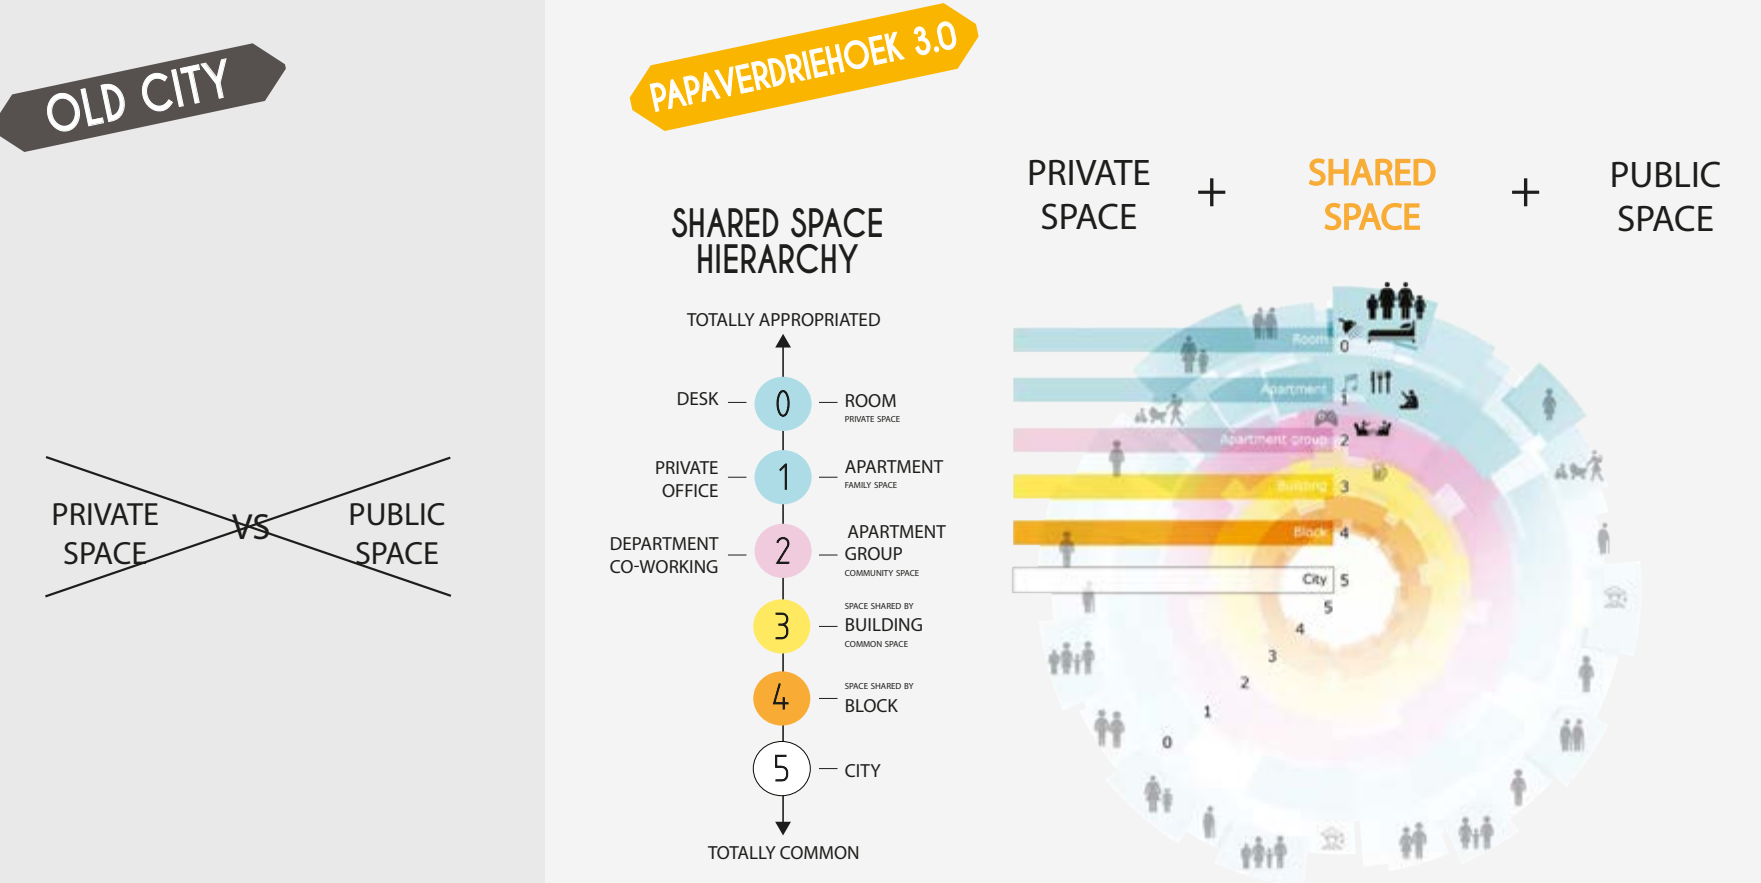 OLD CITY
PRIVATE
SPACE
VS
PUBLIC
SPACE
PAPAVERDRIEHOEK 3.0
SHARED SPACE
HIERARCHY
TOTALLY APPROPRIATED
DESK
0
ROOM
PRIVATE SPACE
PRIVATE
OFFICE
1
APARTMENT
FAMILY SPACE
DEPARTMENT
CO-WORKING
2
APARTMENT
GROUP
COMMUNITY SPACE
3
SPACE SHARED BY
BUILDING
COMMON SPACE
4
SPACE SHARED BY
BLOCK
5
CITY
TOTALLY COMMON
PRIVATE
SPACE
+
SHARED
SPACE
+
PUBLIC
SPACE
Room 0
Apartment 1
Apartment group 2
Building 3
Block 4
City 5
5
4
3
2
1
0